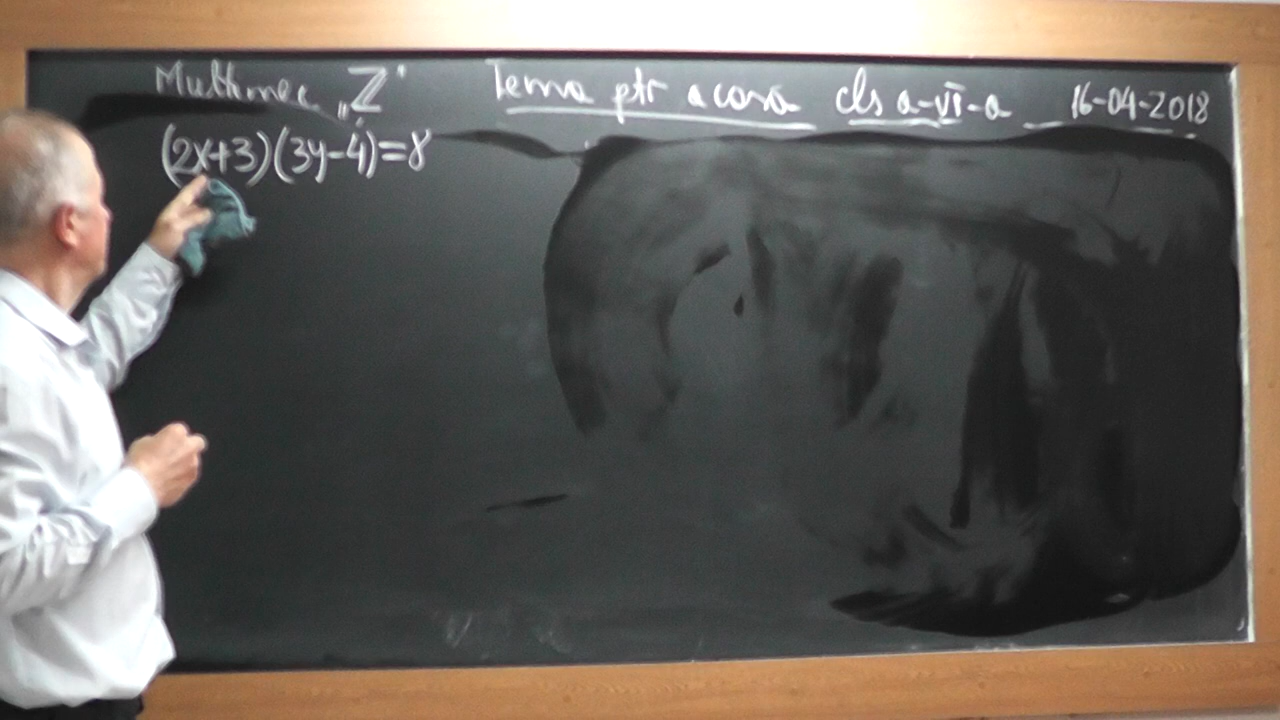 Multimea „Z" Tema ptr acasa cls a-VI-a 16-04-2018
(2x+3)(3y-4)=8